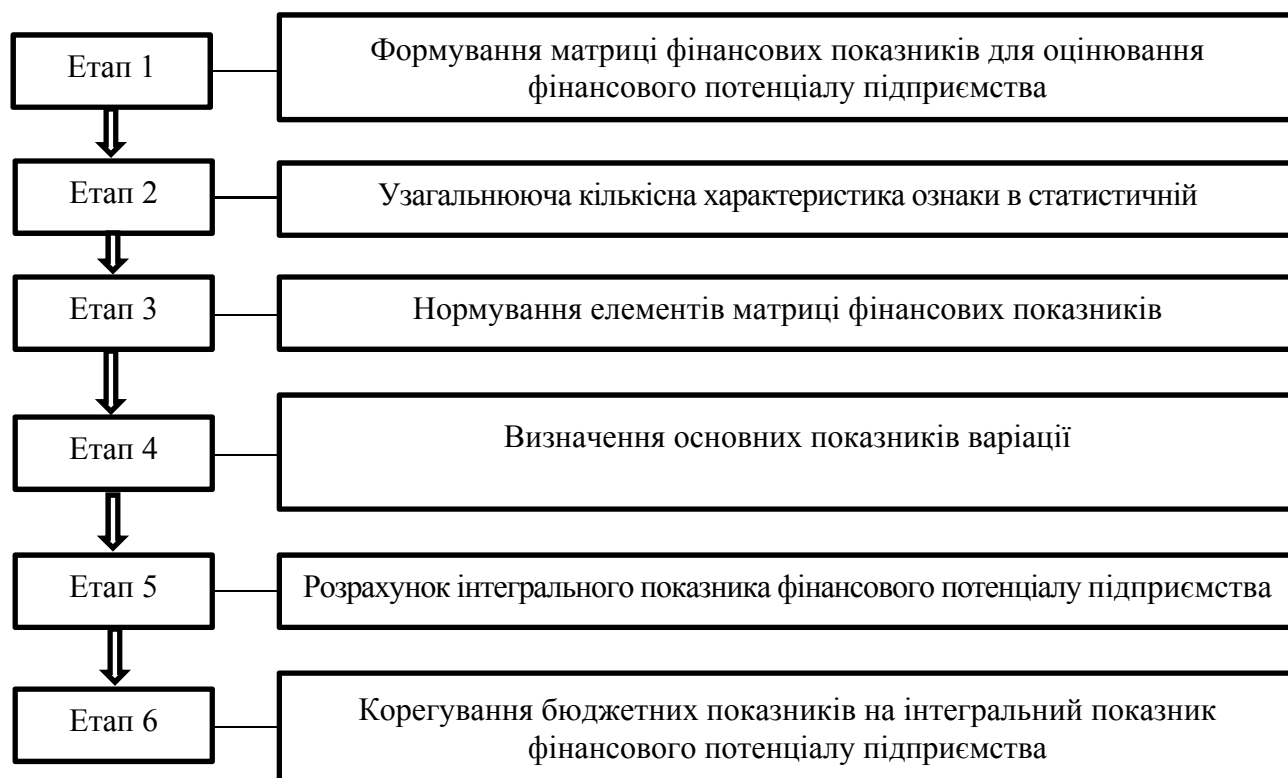 Етап 1
Формування матриці фінансових показників для оцінювання
фінансового потенціалу підприємства
Етап 2
Узагальнююча кількісна характеристика ознаки в статистичній
Етап 3
Нормування елементів матриці фінансових показників
Етап 4
Визначення основних показників варіації
Етап 5
Розрахунок інтегрального показника фінансового потенціалу підприємства
Етап 6
Корегування бюджетних показників на інтегральний показник
фінансового потенціалу підприємства